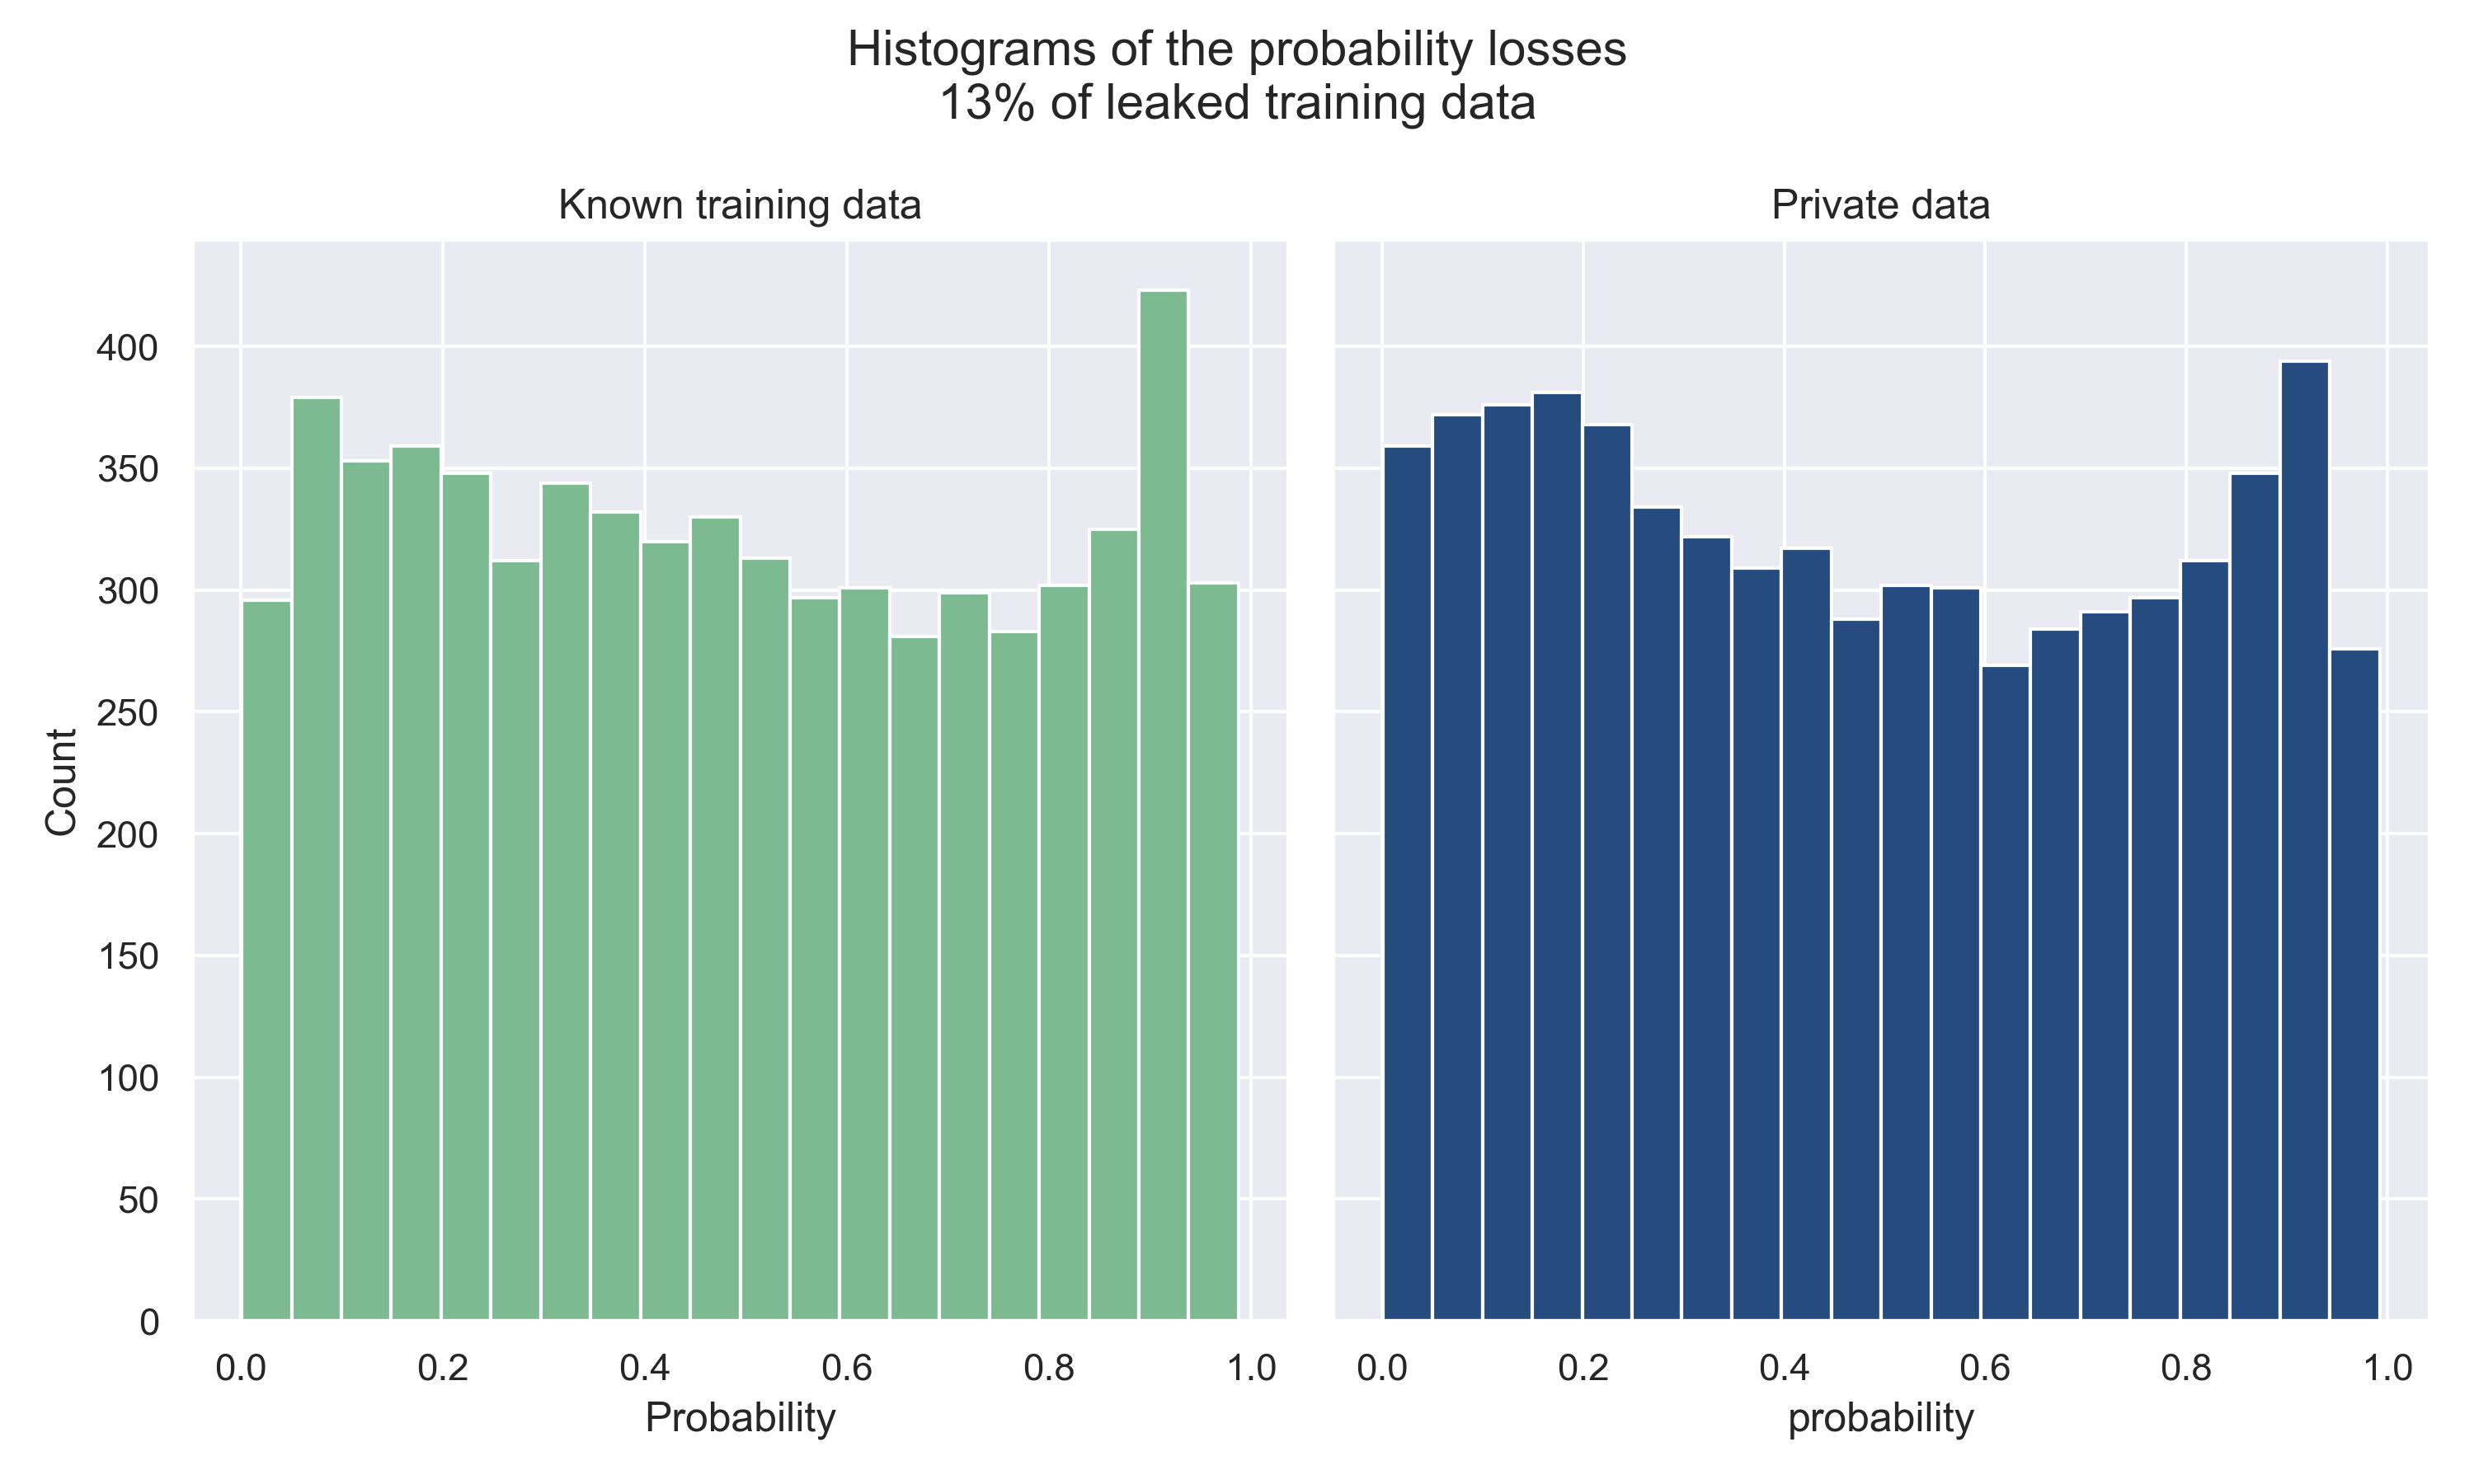 Histograms of the probability losses
13% of leaked training data
Known training data
Private data
400
350
300
250
200
150
100
50
0
Count
0.0 0.2 0.4 0.6 0.8 1.0
Probability
0.0 0.2 0.4 0.6 0.8 1.0
probability